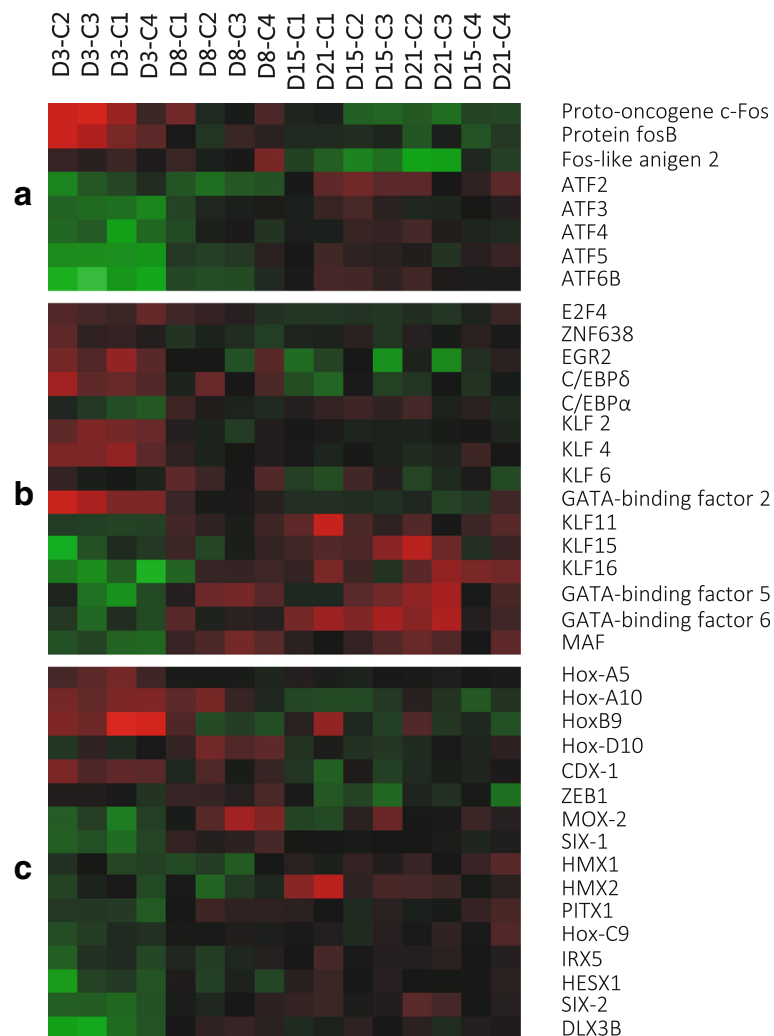 D3-C2
D3-C3
D3-C1
D3-C4
D8-C1
D8-C2
D8-C3
D8-C4
D15-C1
D21-C1
D15-C2
D15-C3
D21-C2
D21-C3
D15-C4
D21-C4
a
Proto-oncogene c-Fos
Protein fosB
Fos-like anigen 2
ATF2
ATF3
ATF4
ATF5
ATF6B
b
E2F4
ZNF638
EGR2
C/EBPδ
C/EBPα
KLF 2
KLF 4
KLF 6
GATA-binding factor 2
KLF11
KLF15
KLF16
GATA-binding factor 5
GATA-binding factor 6
MAF
c
Hox-A5
Hox-A10
HoxB9
Hox-D10
CDX-1
ZEB1
MOX-2
SIX-1
HMX1
HMX2
PITX1
Hox-C9
IRX5
HESX1
SIX-2
DLX3B